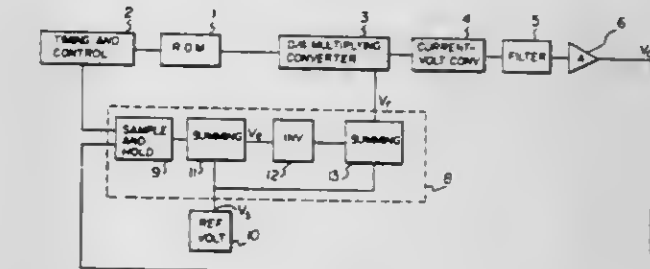 2
1
3
4
5
6
TIMING AND
CONTROL
R.O.M.
D/A MULTIPLYING
CONVERTER
CURRENT-
VOLT CONV
FILTER
A
Vr
SAMPLE
AND
HOLD
SUMMING
Ve
INV
SUMMING
9
11
12
13
8
Vs
REF
VOLT
10